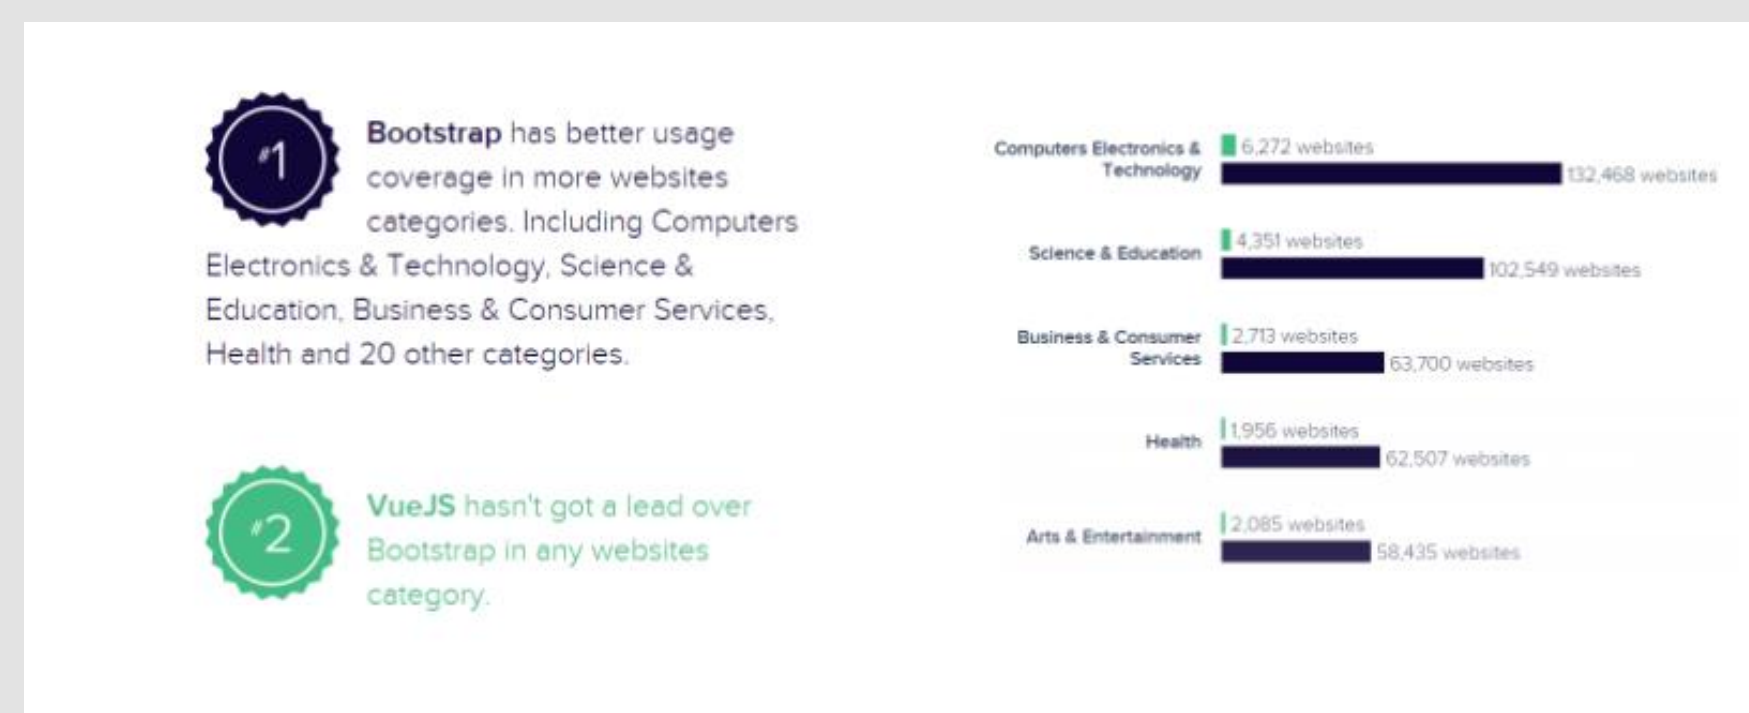 #1
Bootstrap has better usage
coverage in more websites
categories. Including Computers
Electronics & Technology, Science &
Education, Business & Consumer Services,
Health and 20 other categories.
#2
VueJS hasn't got a lead over
Bootstrap in any websites
category.
Computers Electronics &
Technology
6,272 websites
132,468 websites
Science & Education
4,351 websites
102,549 websites
Business & Consumer
Services
2,713 websites
63,700 websites
Health
1,956 websites
62,507 websites
Arts & Entertainment
2,085 websites
58,435 websites